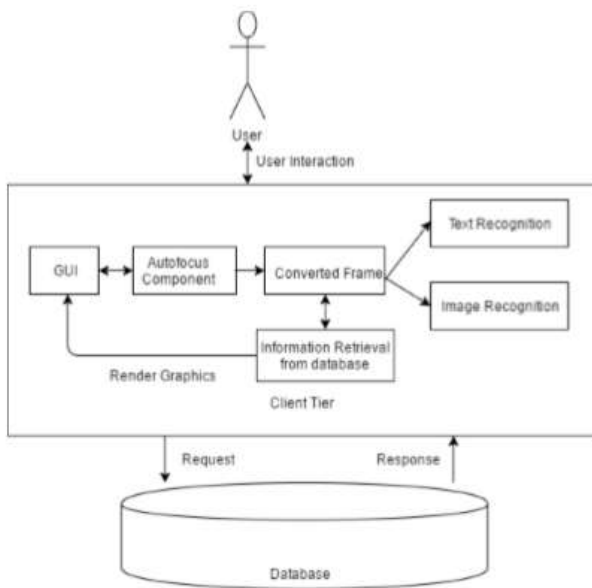 User
User Interaction
Text Recognition
GUI
Autofocus
Component
Converted Frame
Image Recognition
Information Retrieval
from database
Render Graphics
Client Tier
Request
Response
Database